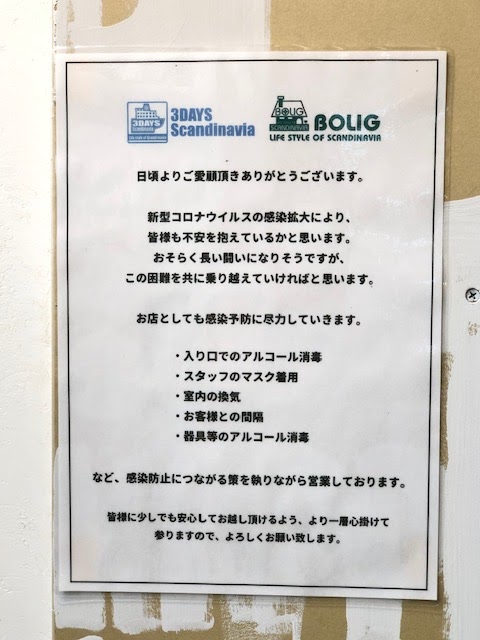 3DAYS
Scandinavia
3DAYS
Scandinavia
BOLIG
SCANDINAVIA
BOLIG
LIFE STYLE OF SCANDINAVIA
日頃よりご愛顧頂きありがとうございます。
新型コロナウイルスの感染拡大により、
皆様も不安を抱えているかと思います。
おそらく長い闘いになりそうですが、
この困難を共に乗り越えていければと思います。
お店としても感染予防に尽力していきます。
・入り口でのアルコール消毒
・スタッフのマスク着用
・室内の換気
・お客様との間隔
・器具等のアルコール消毒
など、感染防止につながる策を執りながら営業しております。
皆様に少しでも安心してお越し頂けるよう、より一層心掛けて
参りますので、よろしくお願い致します。